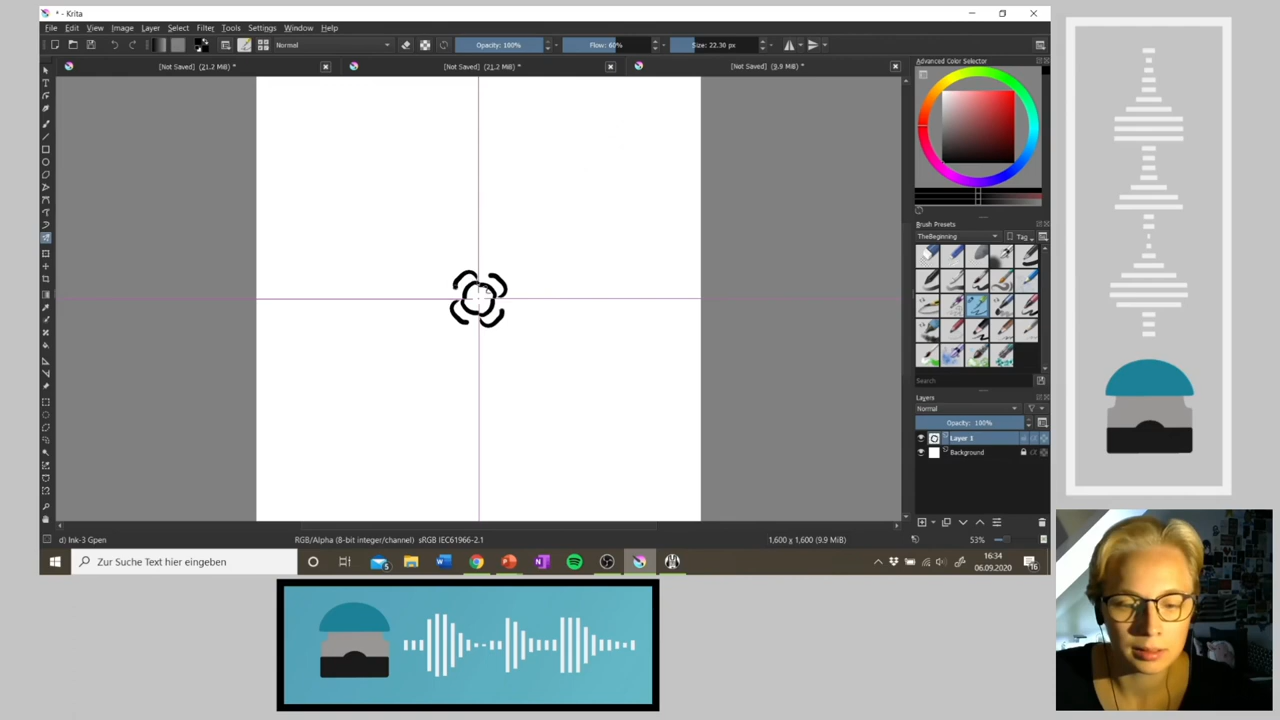 * - Krita
File Edit View Image Layer Select Filter Tools Settings Window Help
Normal Opacity: 100% Flow: 60% Size: 22.30 px
[Not Saved] (21.2 MiB) * [Not Saved] (21.2 MiB) * [Not Saved] (9.9 MiB) *
Advanced Color Selector
Brush Presets
TheBeginning Tag
Search
Layers
Normal
Opacity: 100%
Layer 1
Background
d) Ink-3 Gpen RGB/Alpha (8-bit integer/channel) sRGB IEC61966-2.1 1,600 x 1,600 (9.9 MiB) 53%
Zur Suche Text hier eingeben
5
16:34
06.09.2020
16